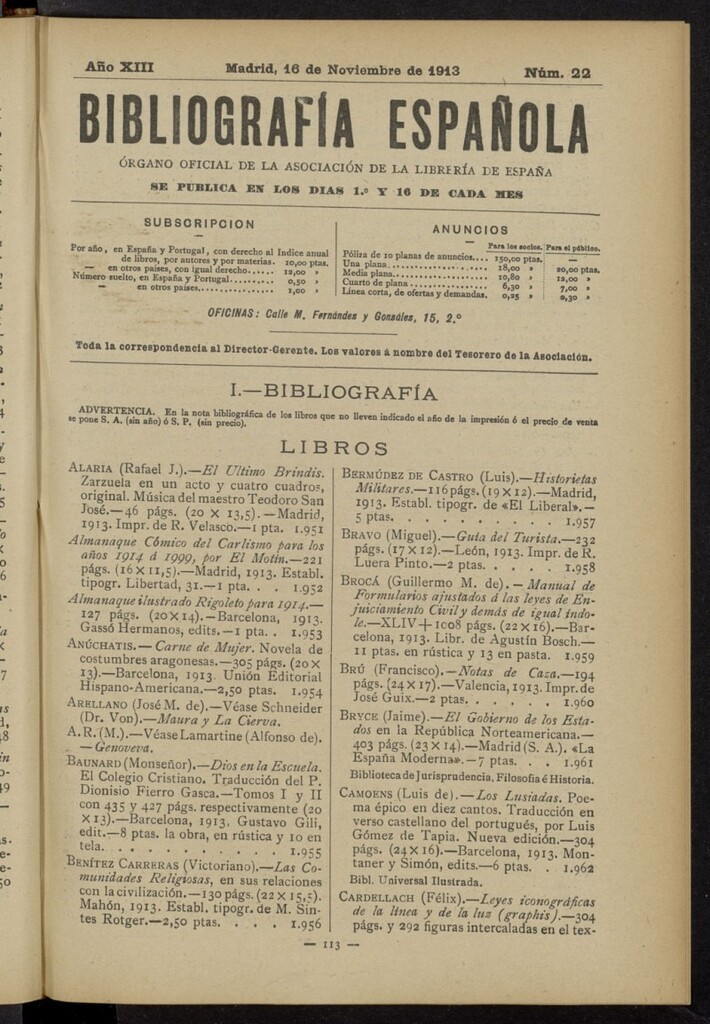 Año XIII Madrid, 16 de Noviembre de 1913 Núm. 22
BIBLIOGRAFÍA ESPAÑOLA
ÓRGANO OFICIAL DE LA ASOCIACIÓN DE LA LIBRERÍA DE ESPAÑA
SE PUBLICA EN LOS DIAS 1.º Y 16 DE CADA MES
SUBSCRIPCION
Por año, en España y Portugal, con derecho al Indice anual
de libros, por autores y por materias. 10,00 ptas.
— en otros países, con igual derecho...... 12,00 »
Número suelto, en España y Portugal......... 0,50 »
— en otros países.............. 1,00 »
ANUNCIOS
Para los socios. Para el público.
Póliza de 10 planas de anuncios.... 150,00 ptas. —
Una plana........................ 18,00 » 20,00 ptas.
Media plana...................... 10,80 » 12,00 »
Cuarto de plana.................. 6,30 » 7,00 »
Línea corta, de ofertas y demandas. 0,25 » 0,30 »
OFICINAS: Calle M. Fernández y González, 15, 2.º
Toda la correspondencia al Director-Gerente. Los valores á nombre del Tesorero de la Asociación.
I.—BIBLIOGRAFÍA
ADVERTENCIA. En la nota bibliográfica de los libros que no lleven indicado el año de la impresión ó el precio de venta
se pone S. A. (sin año) ó S. P. (sin precio).
LIBROS
ALARIA (Rafael J.).—El Ultimo Brindis.
Zarzuela en un acto y cuatro cuadros,
original. Música del maestro Teodoro San
José.—46 págs. (20 × 13,5).—Madrid,
1913. Impr. de R. Velasco.—1 pta. 1.951
Almanaque Cómico del Carlismo para los
años 1914 á 1999, por El Motín.—221
págs. (16 × 11,5).—Madrid, 1913. Establ.
tipogr. Libertad, 31.—1 pta. . . 1.952
Almanaque ilustrado Rigoleto para 1914.—
127 págs. (20×14).—Barcelona, 1913.
Gassó Hermanos, edits.—1 pta. . 1.953
ANÚCHATIS.—Carne de Mujer. Novela de
costumbres aragonesas.—305 págs. (20 ×
13).—Barcelona, 1913. Unión Editorial
Hispano-Americana.—2,50 ptas. 1.954
ARELLANO (José M. de).—Véase Schneider
(Dr. Von).—Maura y La Cierva.
A. R. (M.).—Véase Lamartine (Alfonso de).
—Genoveva.
BAUNARD (Monseñor).—Dios en la Escuela.
El Colegio Cristiano. Traducción del P.
Dionisio Fierro Gasca.—Tomos I y II
con 435 y 427 págs. respectivamente (20
× 13).—Barcelona, 1913. Gustavo Gili,
edit.—8 ptas. la obra, en rústica y 10 en
tela. . . . . . . . . . . 1.955
BENÍTEZ CARRERAS (Victoriano).—Las Co-
munidades Religiosas, en sus relaciones
con la civilización.—130 págs. (22 × 15,5).
Mahón, 1913. Establ. tipogr. de M. Sin-
tes Rotger.—2,50 ptas. . . . 1.956
BERMÚDEZ DE CASTRO (Luis).—Historietas
Militares.—116 págs. (19 × 12).—Madrid,
1913. Establ. tipogr. de «El Liberal».—
5 ptas. . . . . . . . . . 1.957
BRAVO (Miguel).—Guía del Turista.—232
págs. (17 × 12).—León, 1913. Impr. de R.
Luera Pinto.—2 ptas. . . . . 1.958
BROCÁ (Guillermo M. de).—Manual de
Formularios ajustados á las leyes de En-
juiciamiento Civil y demás de igual índo-
le.—XLIV + 1008 págs. (22 × 16).—Bar-
celona, 1913. Libr. de Agustín Bosch.—
11 ptas. en rústica y 13 en pasta. 1.959
BRÚ (Francisco).—Notas de Caza.—194
págs. (24 × 17).—Valencia, 1913. Impr. de
José Guix.—2 ptas. . . . . . 1.960
BRYCE (Jaime).—El Gobierno de los Esta-
dos en la República Norteamericana.—
403 págs. (23 × 14).—Madrid (S. A.). «La
España Moderna».—7 ptas. . . 1.961
Biblioteca de Jurisprudencia, Filosofía é Historia.
CAMOENS (Luis de).—Los Lusiadas. Poe-
ma épico en diez cantos. Traducción en
verso castellano del portugués, por Luis
Gómez de Tapia. Nueva edición.—304
págs. (24 × 16).—Barcelona, 1913. Mon-
taner y Simón, edits.—6 ptas. . 1.962
Bibl. Universal Ilustrada.
CARDELLACH (Félix).—Leyes iconográficas
de la línea y de la luz (graphis).—304
págs. y 292 figuras intercaladas en el tex-
— 113 —